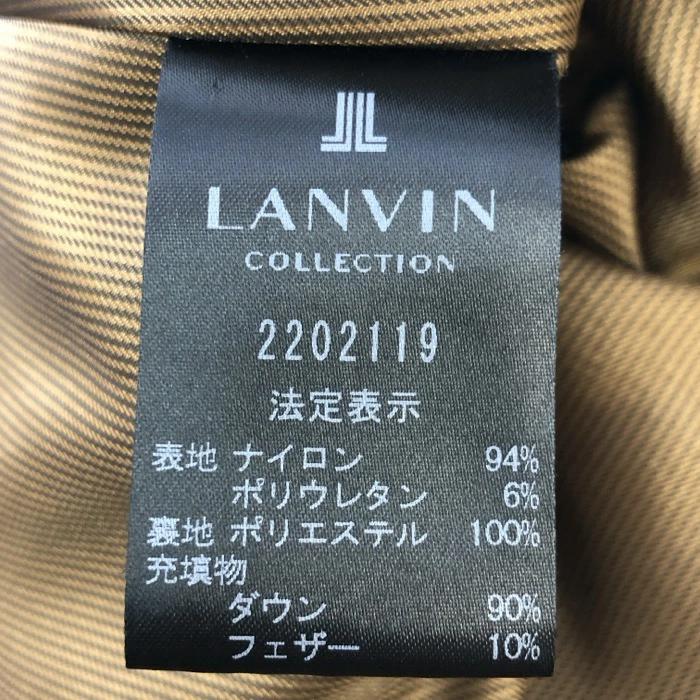 LANVIN
COLLECTION
2202119
法定表示
表地 ナイロン 94%
ポリウレタン 6%
裏地 ポリエステル 100%
充填物
ダウン 90%
フェザー 10%